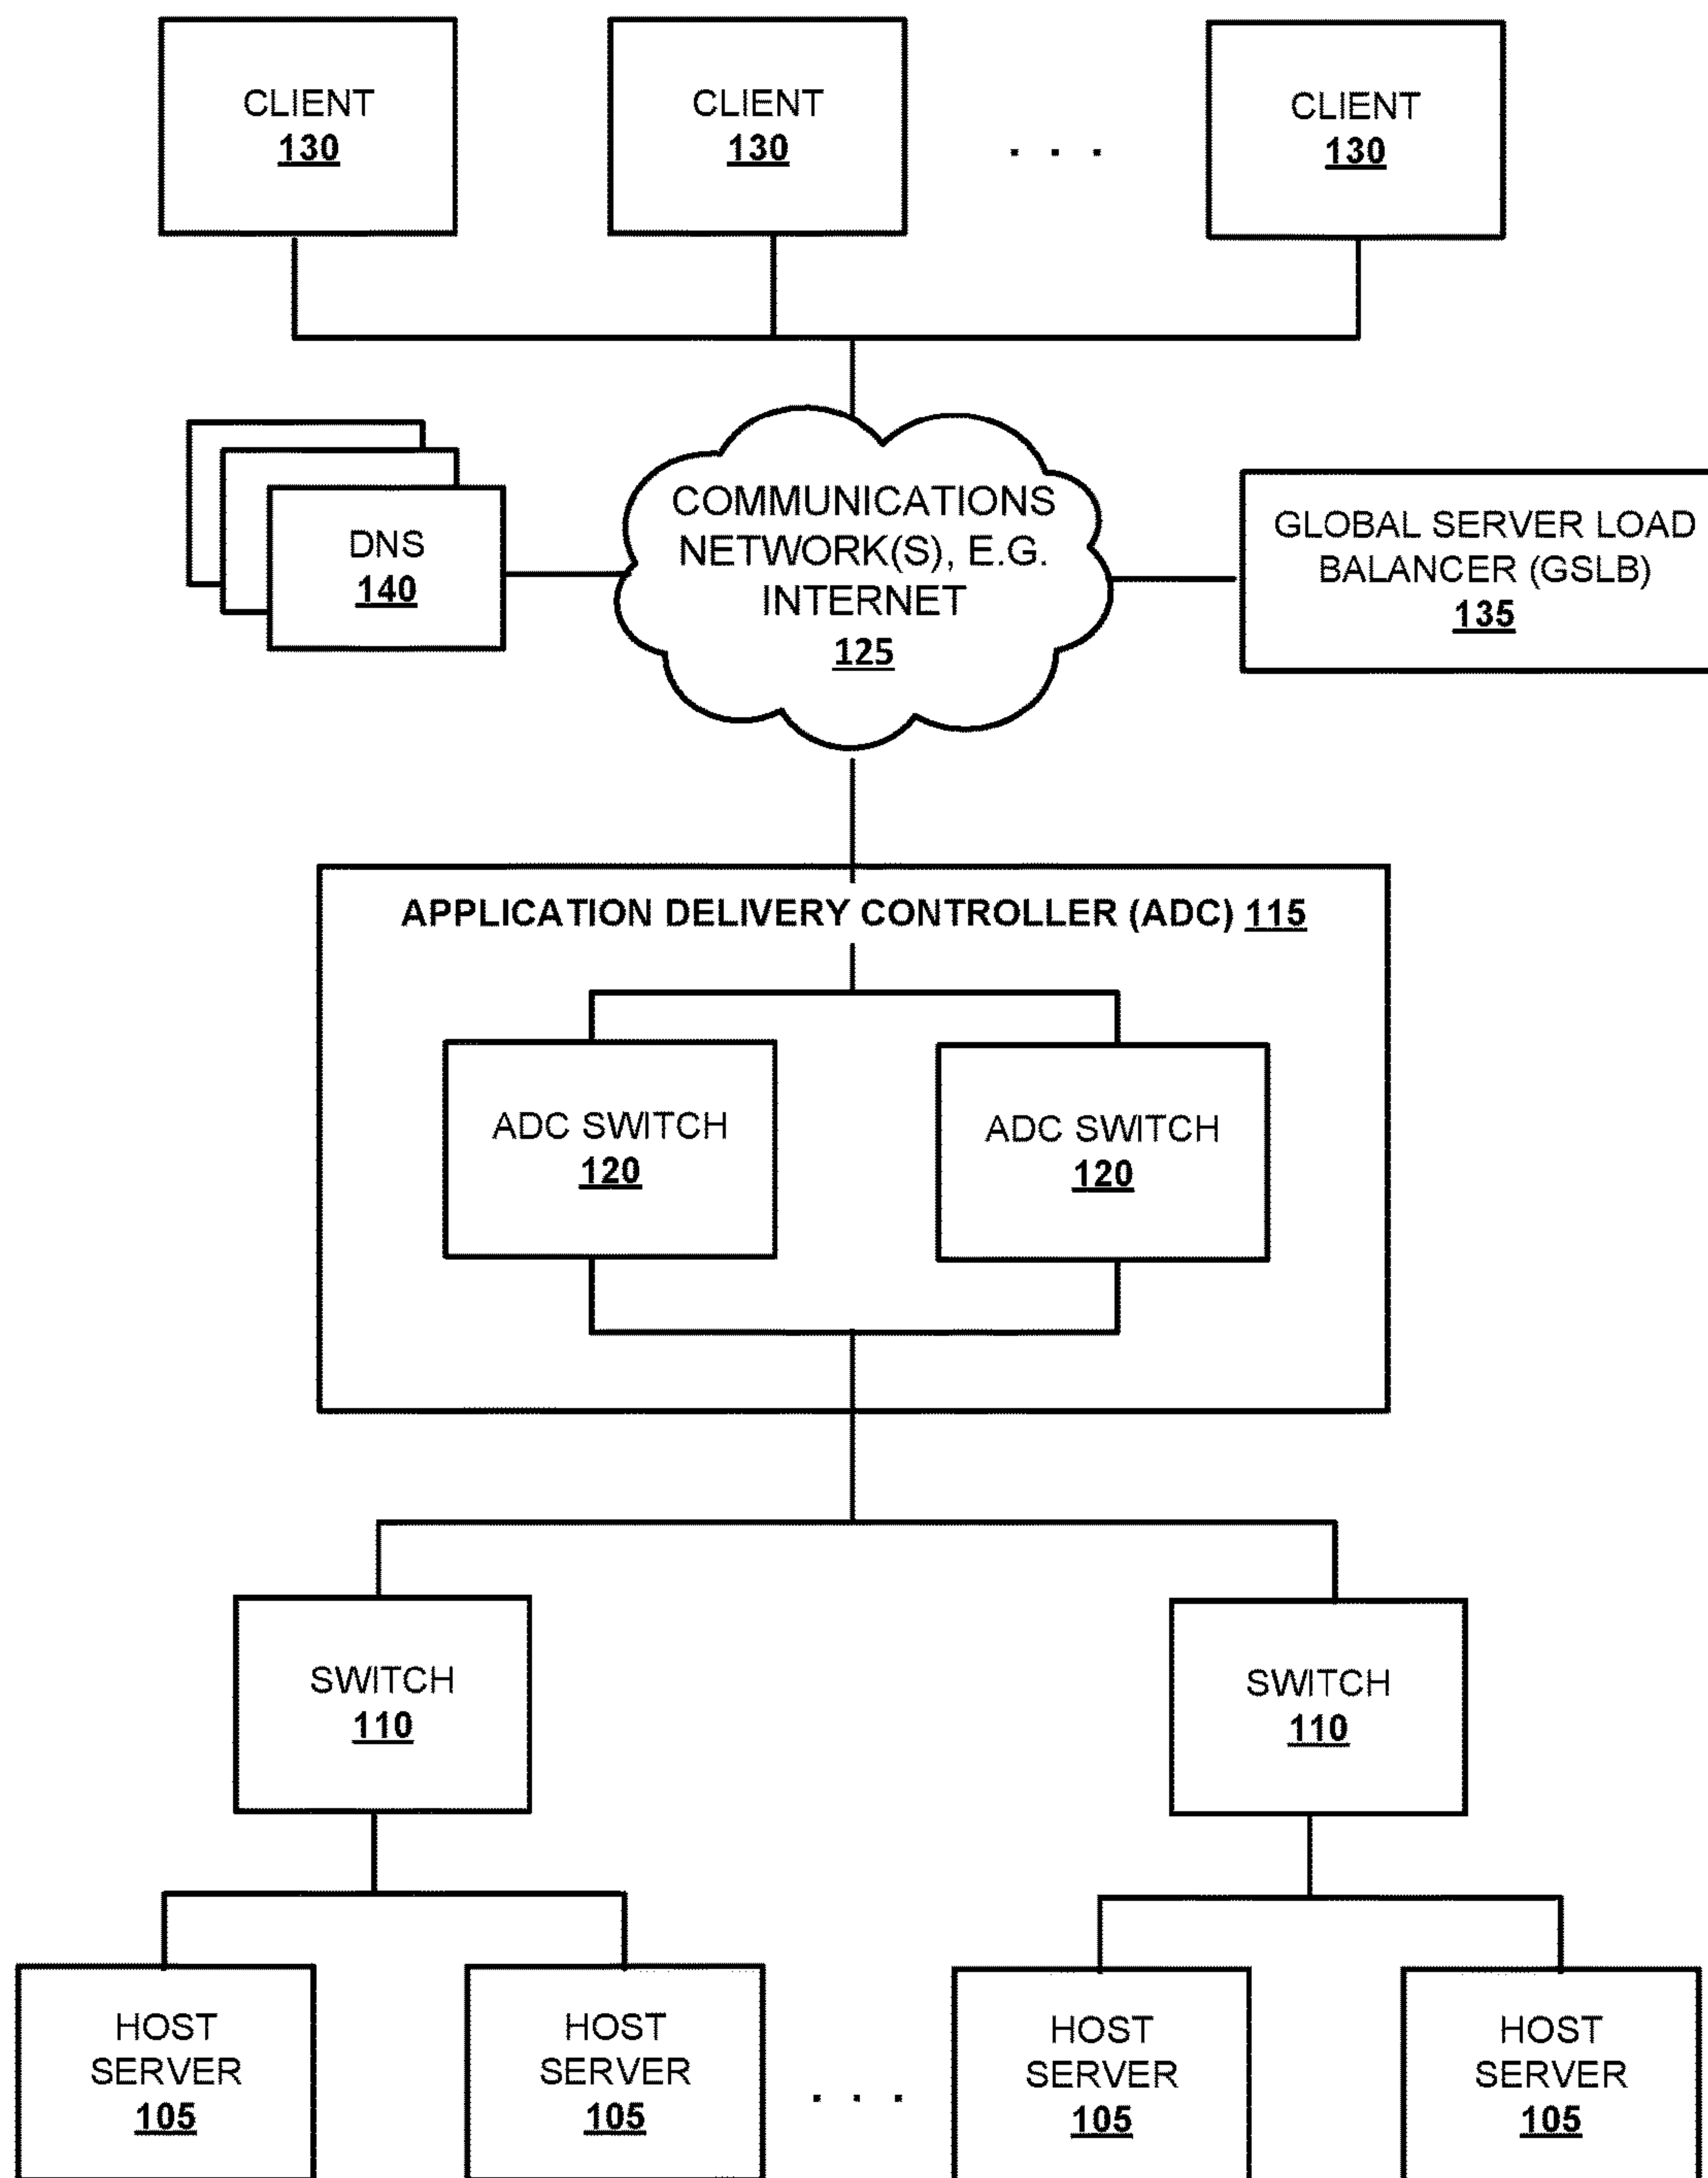 CLIENT
130
CLIENT
130
. . .
CLIENT
130
DNS
140
COMMUNICATIONS
NETWORK(S), E.G.
INTERNET
125
GLOBAL SERVER LOAD
BALANCER (GSLB)
135
APPLICATION DELIVERY CONTROLLER (ADC) 115
ADC SWITCH
120
ADC SWITCH
120
SWITCH
110
SWITCH
110
HOST
SERVER
105
HOST
SERVER
105
. . .
HOST
SERVER
105
HOST
SERVER
105